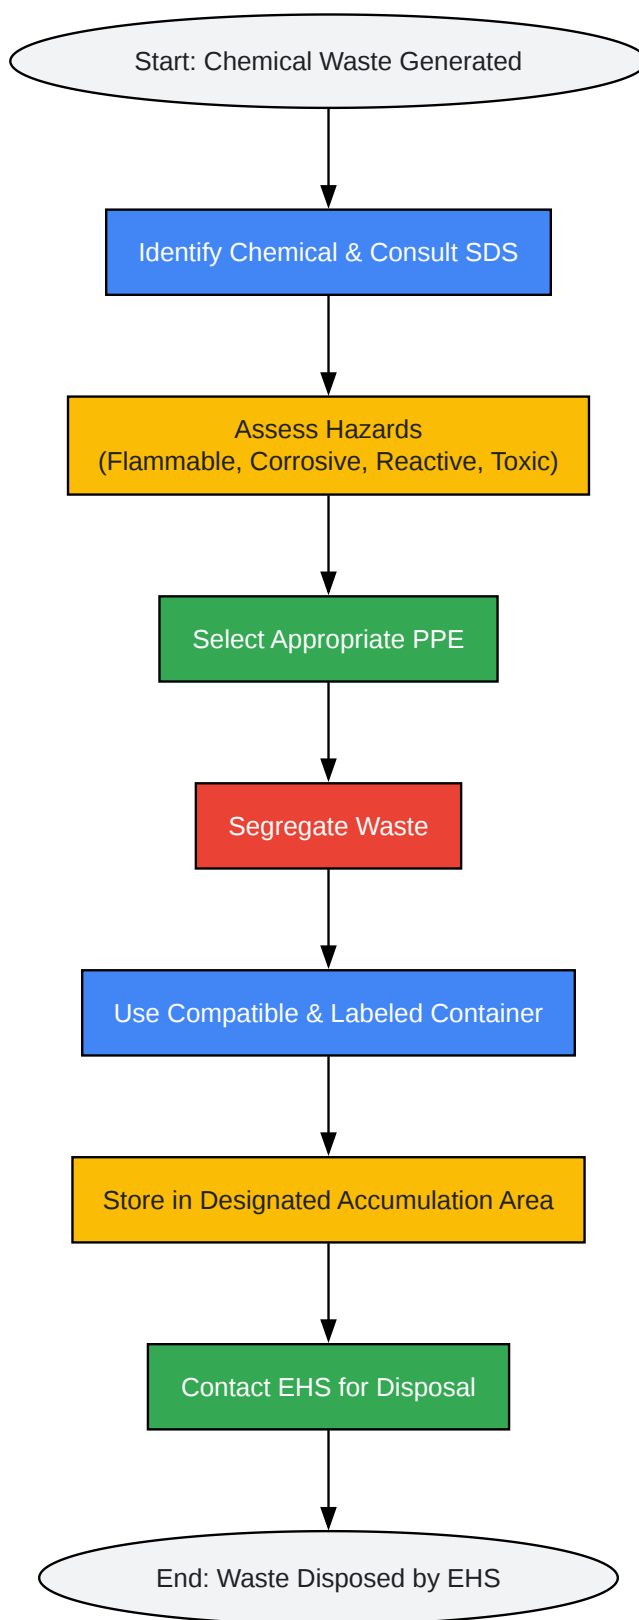 Start: Chemical Waste Generated
Identify Chemical & Consult SDS
Assess Hazards
(Flammable, Corrosive, Reactive, Toxic)
Select Appropriate PPE
Segregate Waste
Use Compatible & Labeled Container
Store in Designated Accumulation Area
Contact EHS for Disposal
End: Waste Disposed by EHS